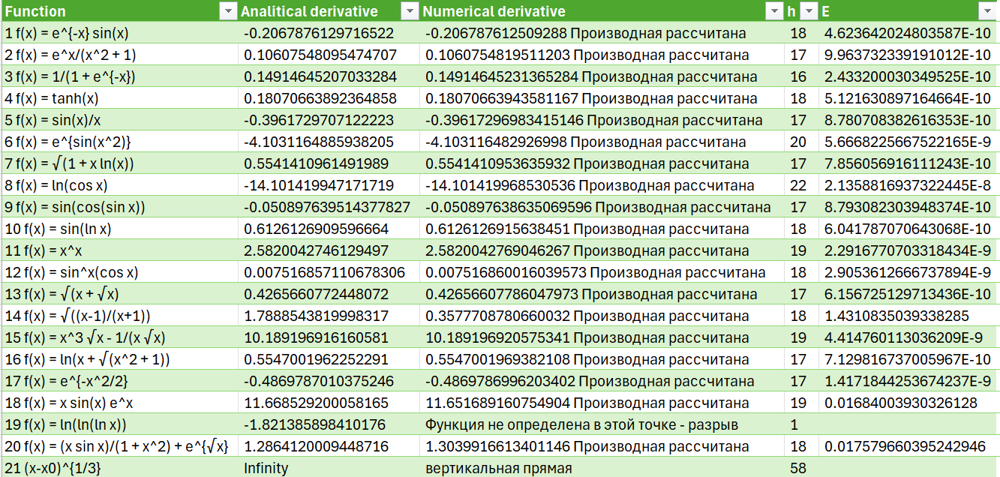 Function Analitical derivative Numerical derivative h E
1 f(x) = e^{-x} sin(x) -0.2067876129716522 -0.206787612509288 Производная рассчитана 18 4.623642024803587E-10
2 f(x) = e^x/(x^2 + 1) 0.10607548095474707 0.1060754819511203 Производная рассчитана 17 9.963732339191012E-10
3 f(x) = 1/(1 + e^{-x}) 0.14914645207033284 0.14914645231365284 Производная рассчитана 16 2.433200030349525E-10
4 f(x) = tanh(x) 0.18070663892364858 0.18070663943581167 Производная рассчитана 18 5.121630897164664E-10
5 f(x) = sin(x)/x -0.3961729707122223 -0.39617296983415146 Производная рассчитана 17 8.780708382616353E-10
6 f(x) = e^{sin(x^2)} -4.1031164885938205 -4.103116482926998 Производная рассчитана 20 5.6668225667522165E-9
7 f(x) = √(1 + x ln(x)) 0.5541410961491989 0.5541410953635932 Производная рассчитана 17 7.856056916111243E-10
8 f(x) = ln(cos x) -14.101419947171719 -14.101419968530536 Производная рассчитана 22 2.1358816937322445E-8
9 f(x) = sin(cos(sin x)) -0.050897639514377827 -0.050897638635069596 Производная рассчитана 17 8.793082303948374E-10
10 f(x) = sin(ln x) 0.6126126909596664 0.6126126915638451 Производная рассчитана 18 6.041787070643068E-10
11 f(x) = x^x 2.5820042746129497 2.5820042769046267 Производная рассчитана 19 2.2916770703318434E-9
12 f(x) = sin^x(cos x) 0.007516857110678306 0.007516860016039573 Производная рассчитана 18 2.9053612666737894E-9
13 f(x) = √(x + √x) 0.4265660772448072 0.42656607786047973 Производная рассчитана 17 6.156725129713436E-10
14 f(x) = √((x-1)/(x+1)) 1.7888543819998317 0.3577708780660032 Производная рассчитана 18 1.4310835039338285
15 f(x) = x^3 √x - 1/(x √x) 10.189196916160581 10.189196920575341 Производная рассчитана 19 4.414760113036209E-9
16 f(x) = ln(x + √(x^2 + 1)) 0.5547001962252291 0.5547001969382108 Производная рассчитана 17 7.129816737005967E-10
17 f(x) = e^{-x^2/2} -0.4869787010375246 -0.4869786996203402 Производная рассчитана 17 1.4171844253674237E-9
18 f(x) = x sin(x) e^x 11.668529200058165 11.651689160754904 Производная рассчитана 19 0.01684003930326128
19 f(x) = ln(ln(ln x)) -1.821385898410176 Функция не определена в этой точке - разрыв 1
20 f(x) = (x sin x)/(1 + x^2) + e^{√x} 1.2864120009448716 1.3039916613401146 Производная рассчитана 18 0.017579660395242946
21 (x-x0)^{1/3} Infinity вертикальная прямая 58